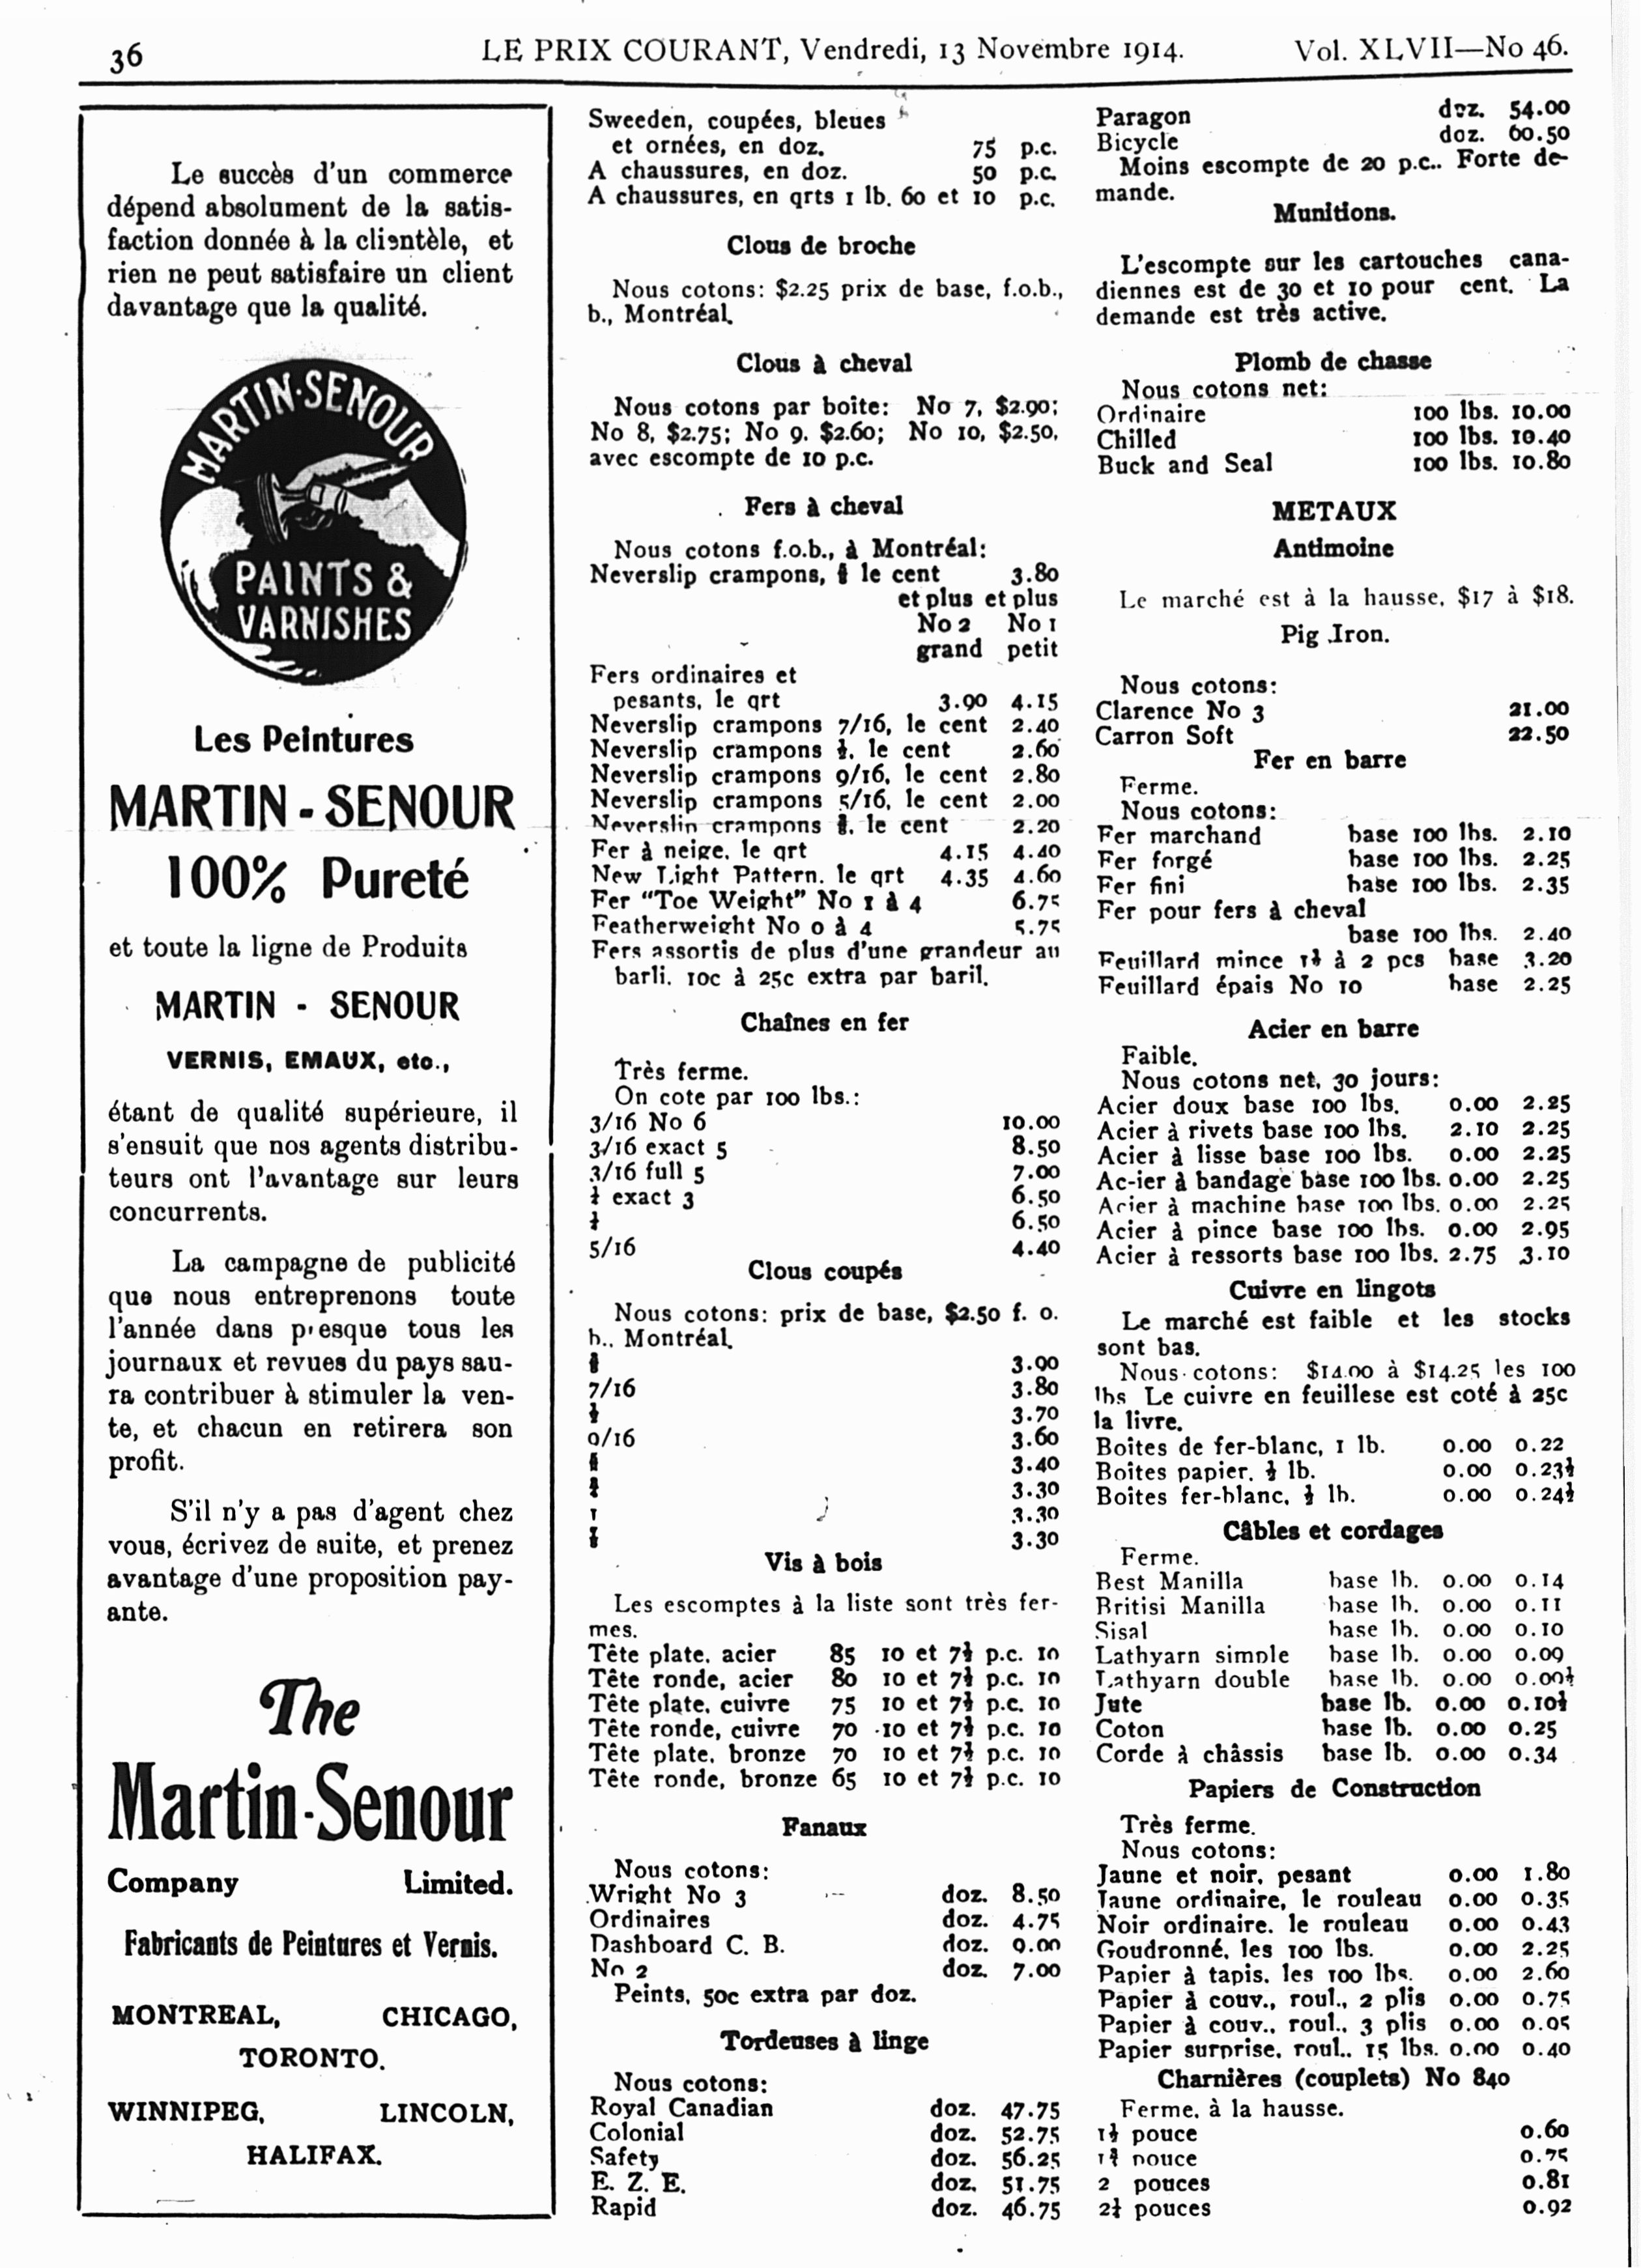 36 LE PRIX COURANT, Vendredi, 13 Novembre 1914. Vol. XLVII—No 46.
Le succès d'un commerce
dépend absolument de la satis-
faction donnée à la clientèle, et
rien ne peut satisfaire un client
davantage que la qualité.
MARTIN-SENOUR
PAINTS &
VARNISHES
Les Peintures
MARTIN - SENOUR
100% Pureté
et toute la ligne de Produits
MARTIN - SENOUR
VERNIS, EMAUX, etc.,
étant de qualité supérieure, il
s'ensuit que nos agents distribu-
teurs ont l'avantage sur leurs
concurrents.
La campagne de publicité
que nous entreprenons toute
l'année dans presque tous les
journaux et revues du pays sau-
ra contribuer à stimuler la ven-
te, et chacun en retirera son
profit.
S'il n'y a pas d'agent chez
vous, écrivez de suite, et prenez
avantage d'une proposition pay-
ante.
The
Martin-Senour
Company Limited.
Fabricants de Peintures et Vernis.
MONTREAL, CHICAGO,
TORONTO.
WINNIPEG, LINCOLN,
HALIFAX.
Sweeden, coupées, bleues
et ornées, en doz. 75 p.c.
A chaussures, en doz. 50 p.c.
A chaussures, en qrts 1 lb. 60 et 10 p.c.
Clous de broche
Nous cotons: $2.25 prix de base, f.o.b.,
b., Montréal.
Clous à cheval
Nous cotons par boite: No 7, $2.90;
No 8, $2.75; No 9. $2.60; No 10, $2.50,
avec escompte de 10 p.c.
Fers à cheval
Nous cotons f.o.b., à Montréal:
Neverslip crampons, le cent 3.80
et plus et plus
No 2 No 1
grand petit
Fers ordinaires et
pesants, le qrt 3.90 4.15
Neverslip crampons 7/16, le cent 2.40
Neverslip crampons ½, le cent 2.60
Neverslip crampons 9/16, le cent 2.80
Neverslip crampons 5/16, le cent 2.00
Neverslip crampons le cent 2.20
Fer à neige, le qrt 4.15 4.40
New Light Pattern. le qrt 4.35 4.60
Fer "Toe Weight" No 1 à 4 6.75
Featherweight No 0 à 4 5.75
Fers assortis de plus d'une grandeur au
barli. 10c à 25c extra par baril.
Chaînes en fer
Très ferme.
On cote par 100 lbs.:
3/16 No 6 10.00
3/16 exact 5 8.50
3/16 full 5 7.00
¼ exact 3 6.50
¼ 6.50
5/16 4.40
Clous coupés
Nous cotons: prix de base, $2.50 f. o.
b., Montréal.
3.90
7/16 3.80
½ 3.70
9/16 3.60
3.40
3.30
1 3.30
3.30
Vis à bois
Les escomptes à la liste sont très fer-
mes.
Tête plate, acier 85 10 et 7½ p.c. 10
Tête ronde, acier 80 10 et 7½ p.c. 10
Tête plate, cuivre 75 10 et 7½ p.c. 10
Tête ronde, cuivre 70 10 et 7½ p.c. 10
Tête plate, bronze 70 10 et 7½ p.c. 10
Tête ronde, bronze 65 10 et 7½ p.c. 10
Fanaux
Nous cotons:
Wright No 3 doz. 8.50
Ordinaires doz. 4.75
Dashboard C. B. doz. 9.00
No 2 doz. 7.00
Peints, 50c extra par doz.
Tordeuses à linge
Nous cotons:
Royal Canadian doz. 47.75
Colonial doz. 52.75
Safety doz. 56.25
E. Z. E. doz. 51.75
Rapid doz. 46.75
Paragon doz. 54.00
Bicycle doz. 60.50
Moins escompte de 20 p.c.. Forte de-
mande.
Munitions.
L'escompte sur les cartouches cana-
diennes est de 30 et 10 pour cent. La
demande est très active.
Plomb de chasse
Nous cotons net:
Ordinaire 100 lbs. 10.00
Chilled 100 lbs. 10.40
Buck and Seal 100 lbs. 10.80
METAUX
Antimoine
Le marché est à la hausse, $17 à $18.
Pig Iron.
Nous cotons:
Clarence No 3 21.00
Carron Soft 22.50
Fer en barre
Ferme.
Nous cotons:
Fer marchand base 100 lbs. 2.10
Fer forgé base 100 lbs. 2.25
Fer fini base 100 lbs. 2.35
Fer pour fers à cheval
base 100 lbs. 2.40
Feuillard mince à 2 pcs base 3.20
Feuillard épais No 10 base 2.25
Acier en barre
Faible.
Nous cotons net, 30 jours:
Acier doux base 100 lbs. 0.00 2.25
Acier à rivets base 100 lbs. 2.10 2.25
Acier à lisse base 100 lbs. 0.00 2.25
Ac-ier à bandage base 100 lbs. 0.00 2.25
Acier à machine base 100 lbs. 0.00 2.25
Acier à pince base 100 lbs. 0.00 2.95
Acier à ressorts base 100 lbs. 2.75 3.10
Cuivre en lingots
Le marché est faible et les stocks
sont bas.
Nous cotons: $14.00 à $14.25 les 100
lbs Le cuivre en feuillese est coté à 25c
la livre.
Boites de fer-blanc, 1 lb. 0.00 0.22
Boites papier, ½ lb. 0.00 0.23½
Boites fer-blanc, ½ lb. 0.00 0.24½
Câbles et cordages
Ferme.
Best Manilla base lb. 0.00 0.14
Britisi Manilla base lb. 0.00 0.11
Sisal base lb. 0.00 0.10
Lathyarn simple base lb. 0.00 0.09
Lathyarn double base lb. 0.00 0.00½
Jute base lb. 0.00 0.10½
Coton base lb. 0.00 0.25
Corde à châssis base lb. 0.00 0.34
Papiers de Construction
Très ferme.
Nous cotons:
Jaune et noir, pesant 0.00 1.80
Jaune ordinaire, le rouleau 0.00 0.35
Noir ordinaire. le rouleau 0.00 0.43
Goudronné, les 100 lbs. 0.00 2.25
Papier à tapis. les 100 lbs. 0.00 2.60
Papier à couv., roul., 2 plis 0.00 0.75
Papier à couv., roul., 3 plis 0.00 0.95
Papier surprise, roul.. 15 lbs. 0.00 0.40
Charnières (couplets) No 840
Ferme, à la hausse.
1½ pouce 0.60
1¾ pouce 0.75
2 pouces 0.81
2½ pouces 0.92